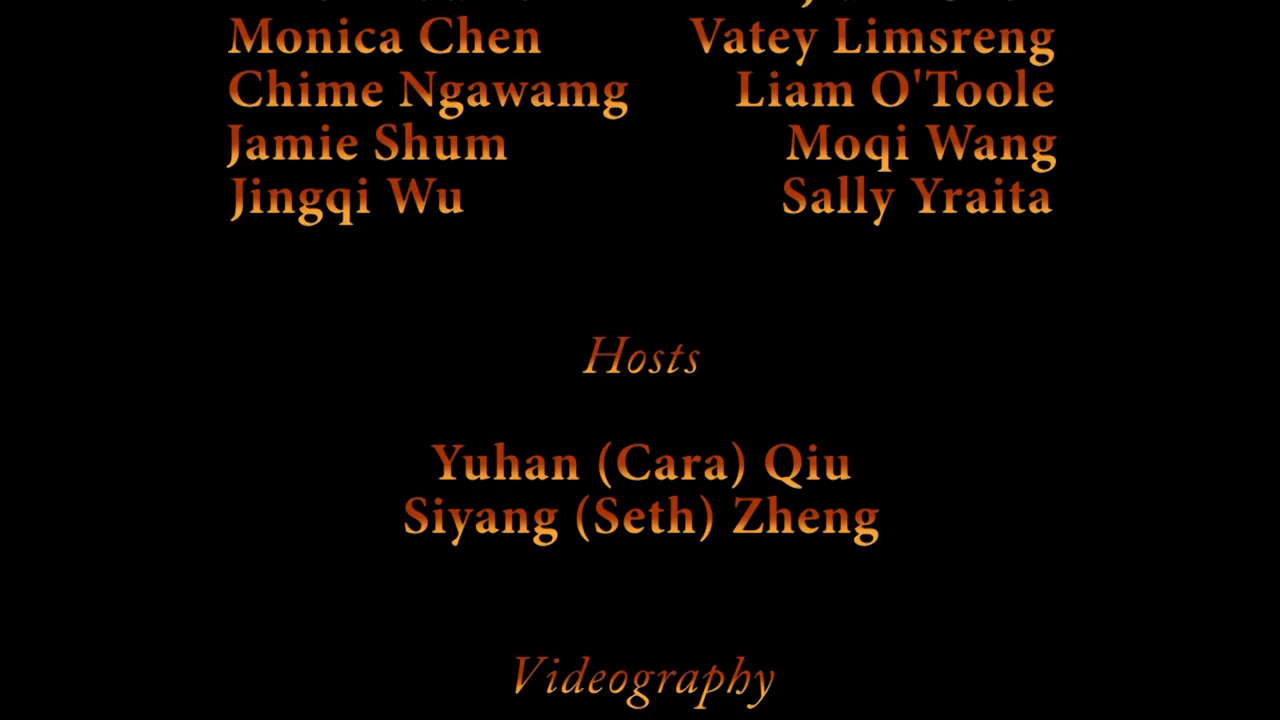 Monica Chen Vatey Limsreng
Chime Ngawamg Liam O'Toole
Jamie Shum Moqi Wang
Jingqi Wu Sally Yraita
Hosts
Yuhan (Cara) Qiu
Siyang (Seth) Zheng
Videography